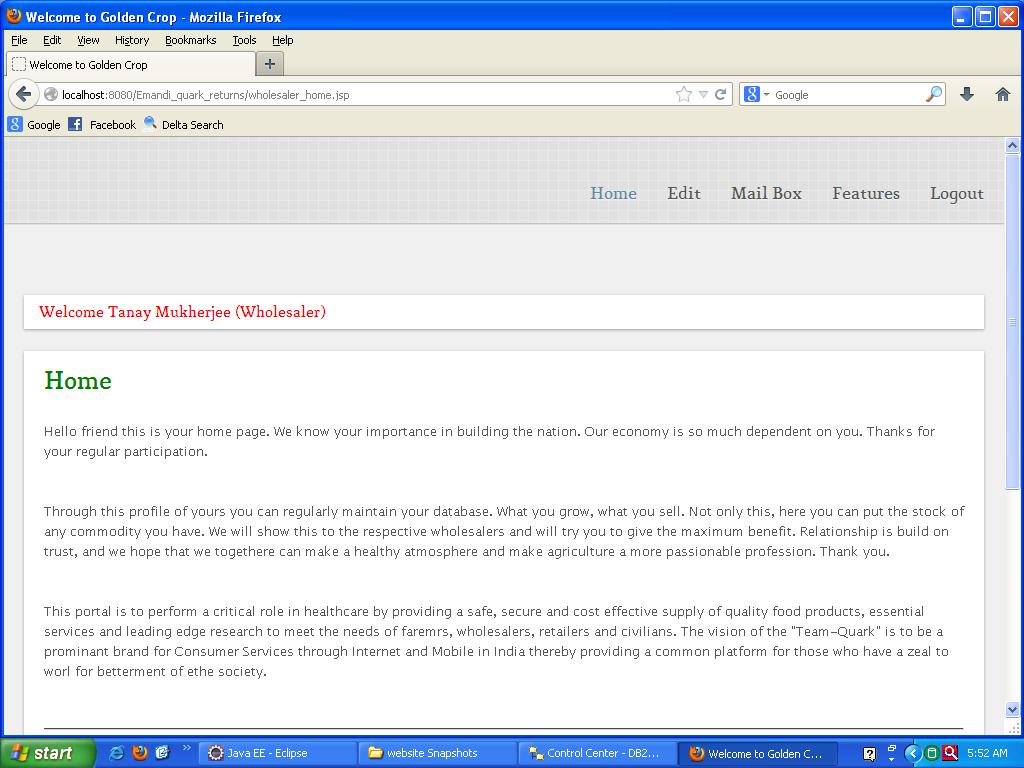 Welcome to Golden Crop - Mozilla Firefox
File Edit View History Bookmarks Tools Help
Welcome to Golden Crop
localhost:8080/Emandi_quark_returns/wholesaler_home.jsp
Google
Google Facebook Delta Search
Home Edit Mail Box Features Logout
Welcome Tanay Mukherjee (Wholesaler)
Home
Hello friend this is your home page. We know your importance in building the nation. Our economy is so much dependent on you. Thanks for
your regular participation.
Through this profile of yours you can regularly maintain your database. What you grow, what you sell. Not only this, here you can put the stock of
any commodity you have. We will show this to the respective wholesalers and will try you to give the maximum benefit. Relationship is build on
trust, and we hope that we togethere can make a healthy atmosphere and make agriculture a more passionable profession. Thank you.
This portal is to perform a critical role in healthcare by providing a safe, secure and cost effective supply of quality food products, essential
services and leading edge research to meet the needs of faremrs, wholesalers, retailers and civilians. The vision of the "Team-Quark" is to be a
prominant brand for Consumer Services through Internet and Mobile in India thereby providing a common platform for those who have a zeal to
worl for betterment of ethe society.
start Java EE - Eclipse website Snapshots Control Center - DB2... Welcome to Golden C... 5:52 AM